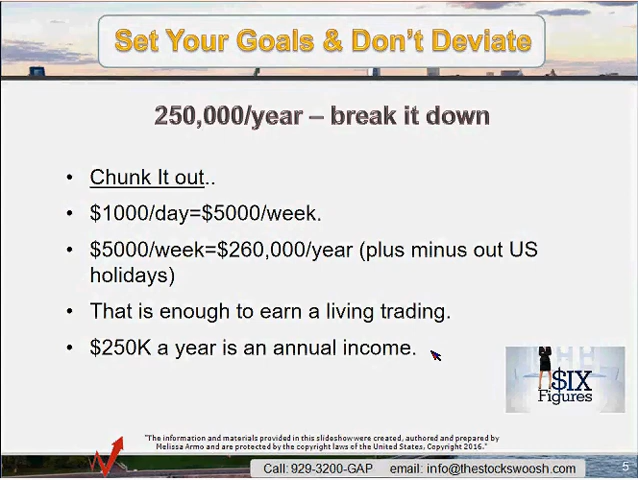 Set Your Goals & Don't Deviate
250,000/year – break it down
• Chunk It out..
• $1000/day=$5000/week.
• $5000/week=$260,000/year (plus minus out US
holidays)
• That is enough to earn a living trading.
• $250K a year is an annual income.
$IX
Figures
"The information and materials provided in this slideshow were created, authored and prepared by
Melissa Armo and are protected by the copyright laws of the United States, Copyright 2016."
Call: 929-3200-GAP email: info@thestockswoosh.com
5